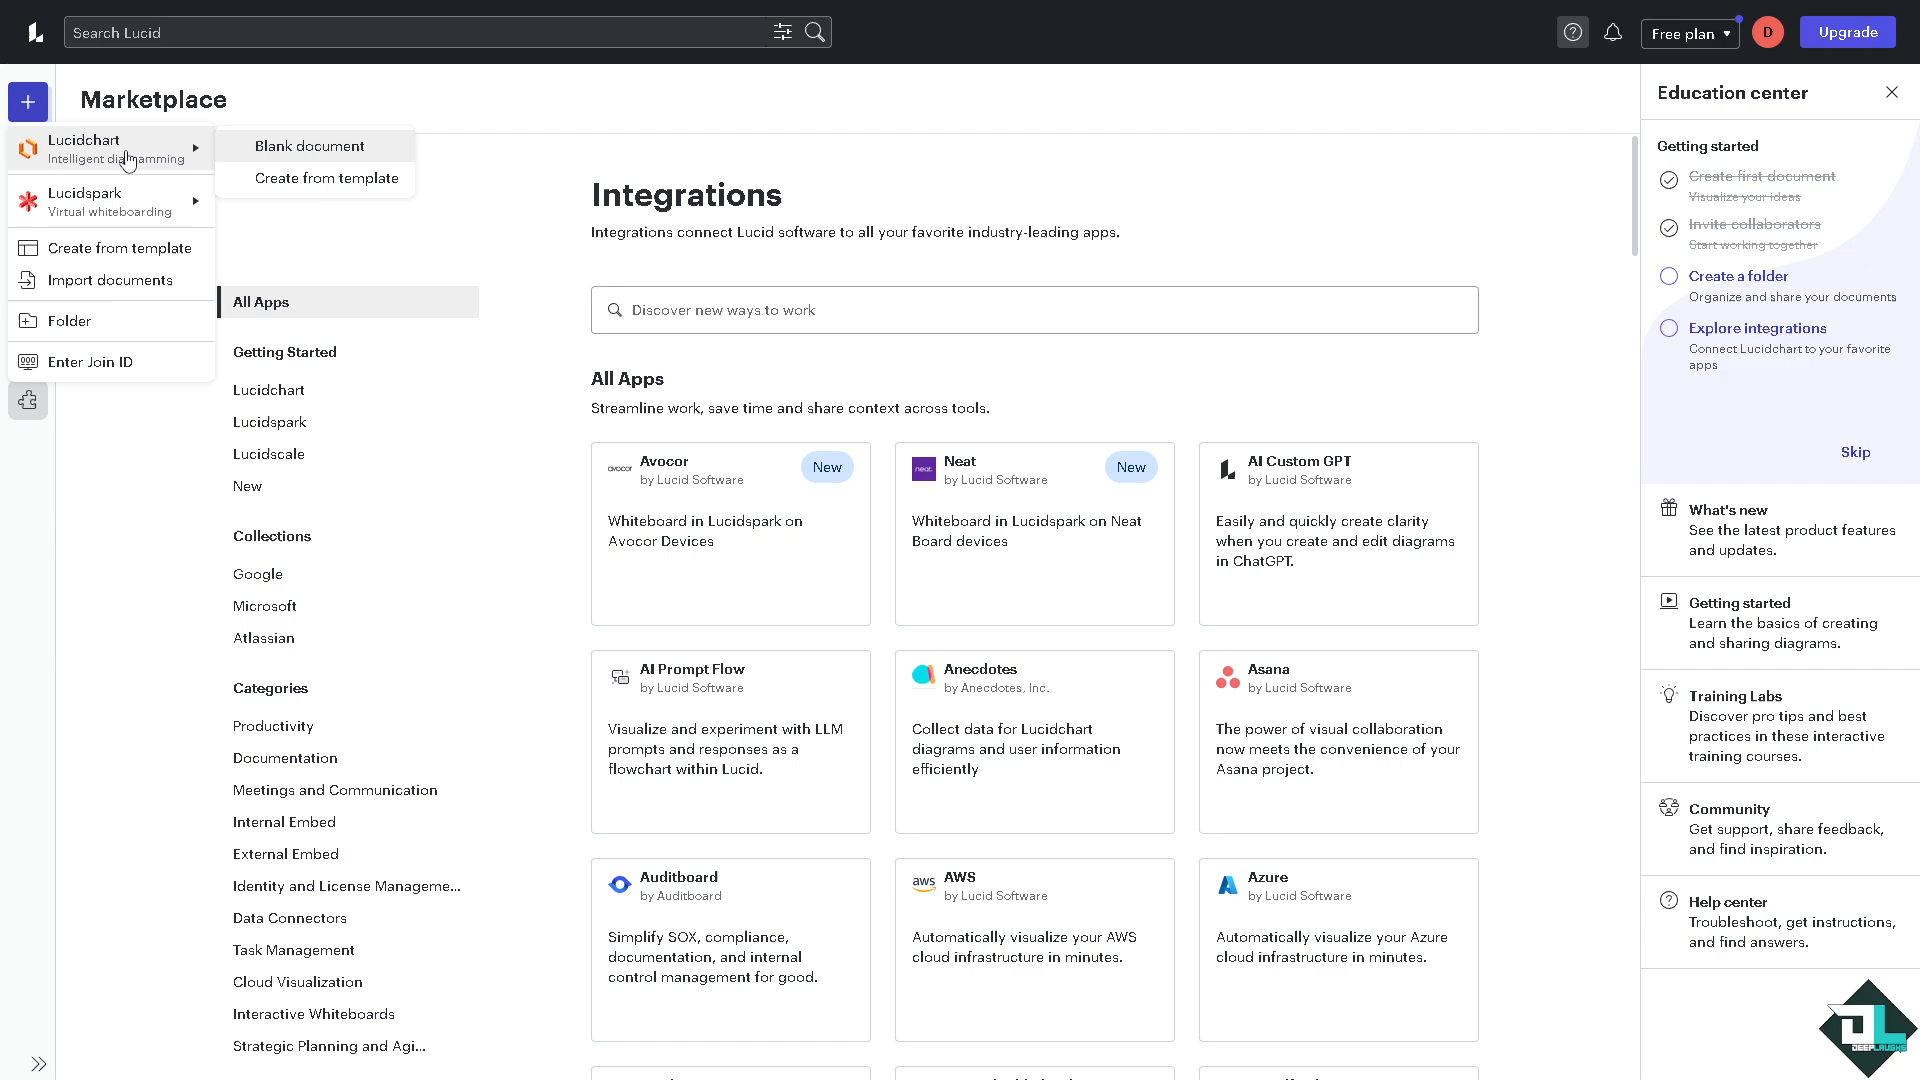 Search Lucid
Free plan
D
Upgrade
Marketplace
Lucidchart
Blank document
Create from template
Lucidspark
Virtual whiteboarding
Create from template
Import documents
Folder
Enter Join ID
All Apps
Getting Started
Lucidchart
Lucidspark
Lucidscale
New
Collections
Google
Microsoft
Atlassian
Categories
Productivity
Documentation
Meetings and Communication
Internal Embed
External Embed
Identity and License Manageme...
Data Connectors
Task Management
Cloud Visualization
Interactive Whiteboards
Strategic Planning and Agi...
Integrations
Integrations connect Lucid software to all your favorite industry-leading apps.
Discover new ways to work
All Apps
Streamline work, save time and share context across tools.
avocor
Avocor
by Lucid Software
New
Whiteboard in Lucidspark on
Avocor Devices
neat.
Neat
by Lucid Software
New
Whiteboard in Lucidspark on Neat
Board devices
AI Custom GPT
by Lucid Software
Easily and quickly create clarity
when you create and edit diagrams
in ChatGPT.
AI Prompt Flow
by Lucid Software
Visualize and experiment with LLM
prompts and responses as a
flowchart within Lucid.
Anecdotes
by Anecdotes, Inc.
Collect data for Lucidchart
diagrams and user information
efficiently
Asana
by Lucid Software
The power of visual collaboration
now meets the convenience of your
Asana project.
Auditboard
by Auditboard
Simplify SOX, compliance,
documentation, and internal
control management for good.
aws
AWS
by Lucid Software
Automatically visualize your AWS
cloud infrastructure in minutes.
Azure
by Lucid Software
Automatically visualize your Azure
cloud infrastructure in minutes.
Education center
Getting started
Create first document
Visualize your ideas
Invite collaborators
Start working together
Create a folder
Organize and share your documents
Explore integrations
Connect Lucidchart to your favorite
apps
Skip
What's new
See the latest product features
and updates.
Getting started
Learn the basics of creating
and sharing diagrams.
Training Labs
Discover pro tips and best
practices in these interactive
training courses.
Community
Get support, share feedback,
and find inspiration.
Help center
Troubleshoot, get instructions,
and find answers.
DEEPLAUGHS